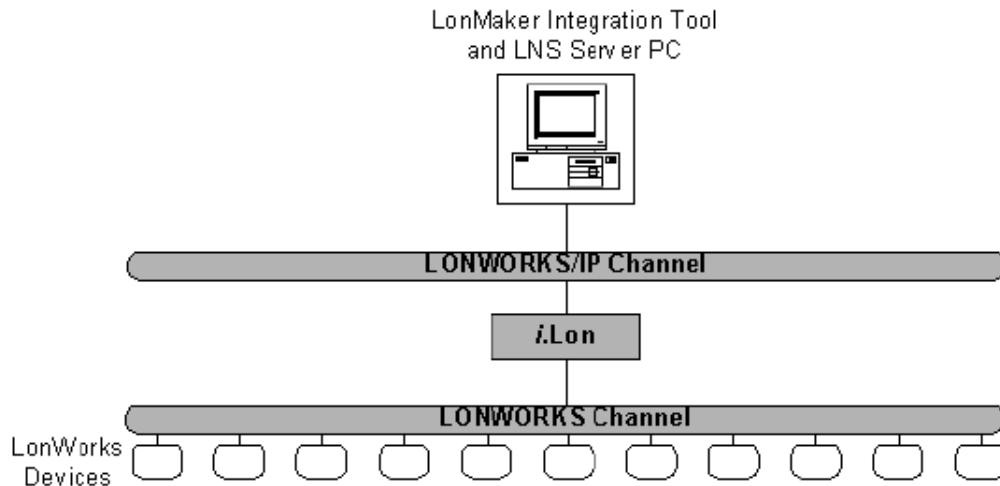 LonMaker Integration Tool
and LNS Server PC
LONWORKS/IP Channel
i.Lon
LONWORKS Channel
LonWorks
Devices